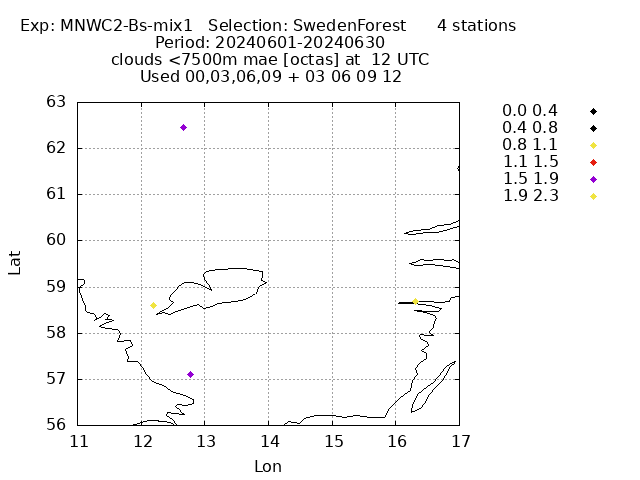 Exp: MNWC2-Bs-mix1   Selection: SwedenForest      4 stations
Period: 20240601-20240630
clouds <7500m mae [octas] at  12 UTC
Used 00,03,06,09 + 03 06 09 12
63
62
61
60
59
58
57
56
Lat
11 12 13 14 15 16 17
Lon
0.0 0.4
0.4 0.8
0.8 1.1
1.1 1.5
1.5 1.9
1.9 2.3